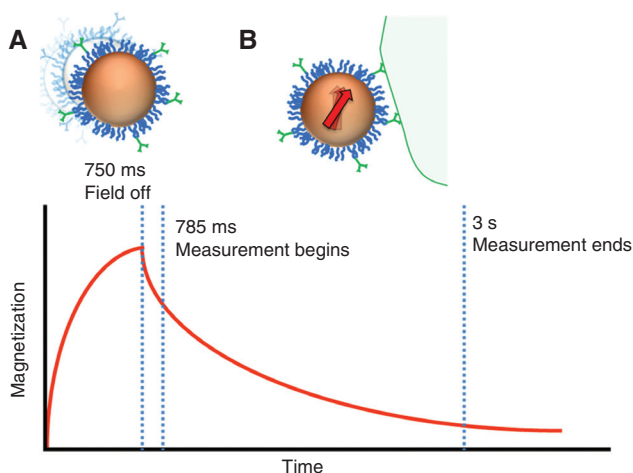 A
B
750 ms
Field off
785 ms
Measurement begins
3 s
Measurement ends
Magnetization
Time